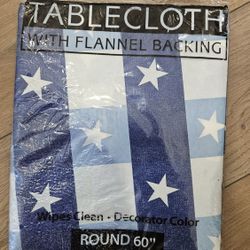 TABLECLOTH
WITH FLANNEL BACKING
Wipes Clean • Decorator Color
ROUND 60"